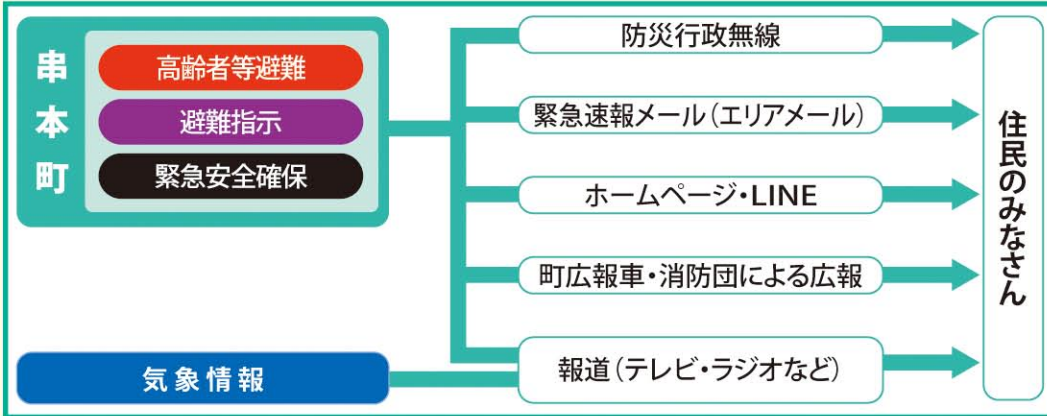 串本町
高齢者等避難
避難指示
緊急安全確保
気象情報
防災行政無線
緊急速報メール(エリアメール)
ホームページ・LINE
町広報車・消防団による広報
報道(テレビ・ラジオなど)
住民のみなさん